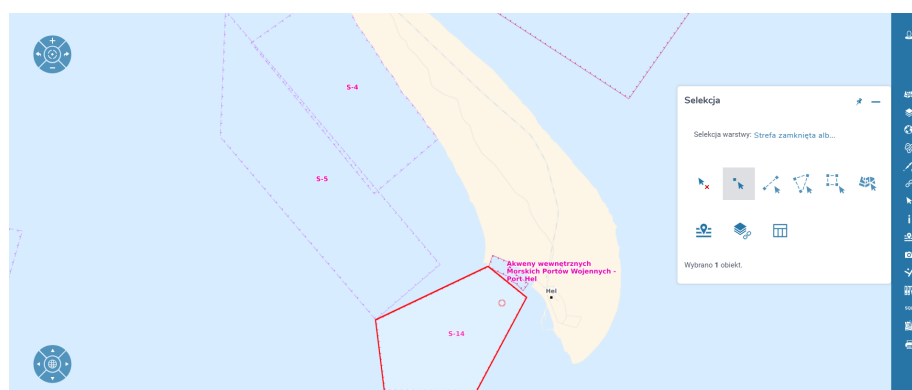 S-4
S-5
Akweny wewnętrznych
Morskich Portów Wojennych -
Port Hel
Hel
S-14
Selekcja
Selekcja warstwy: Strefa zamknięta alb...
Wybrano 1 obiekt.